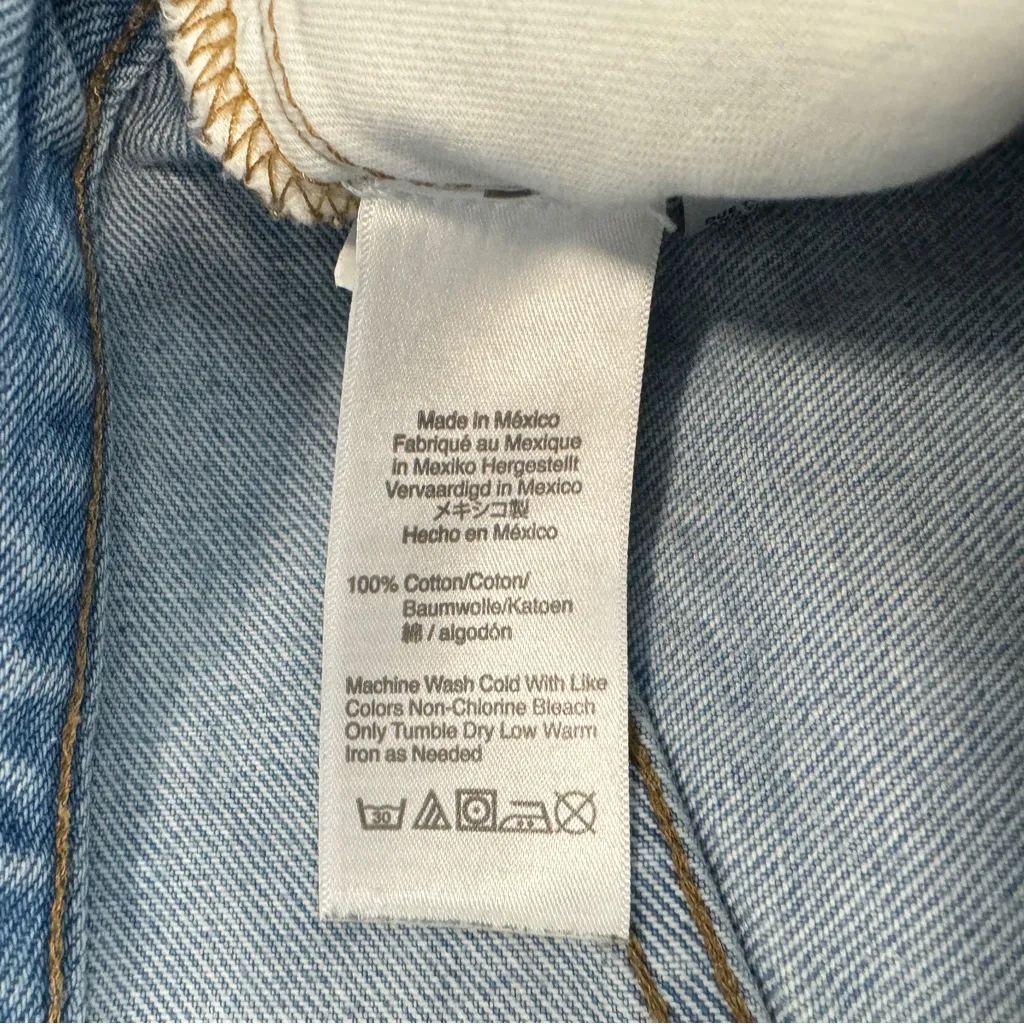 Made in México
Fabriqué au Mexique
in Mexiko Hergestellt
Vervaardigd in Mexico
メキシコ製
Hecho en México
100% Cotton/Coton/
Baumwolle/Katoen
綿 / algodón
Machine Wash Cold With Like
Colors Non-Chlorine Bleach
Only Tumble Dry Low Warm
Iron as Needed
30